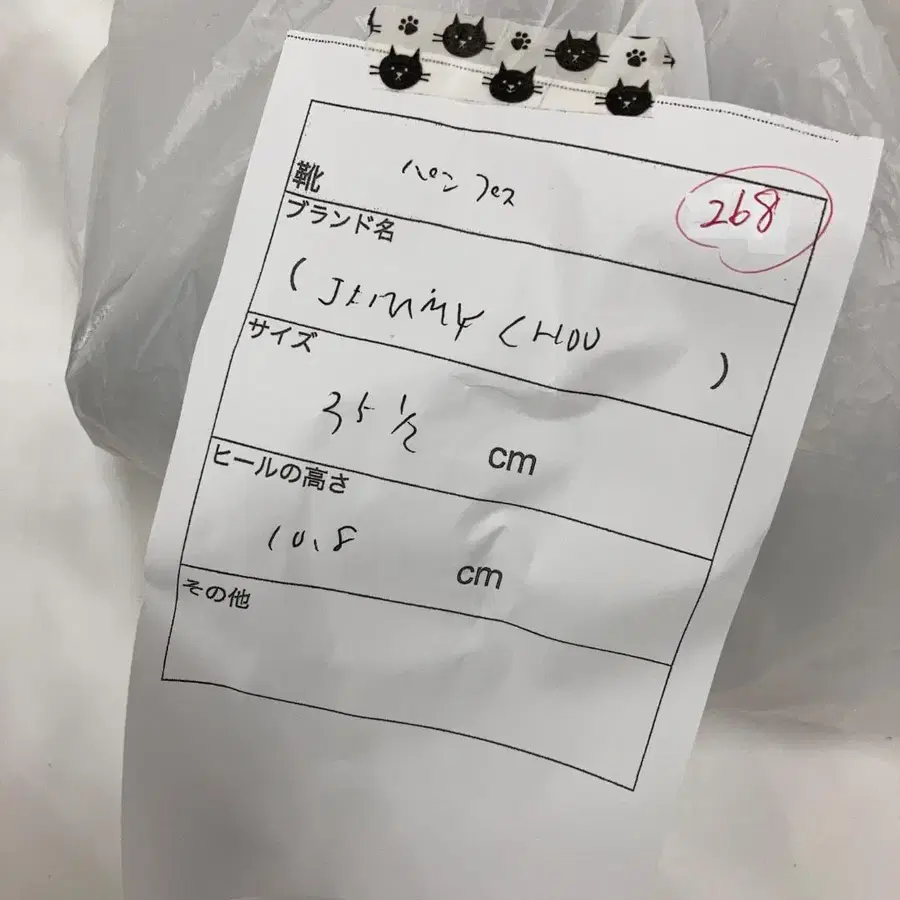 靴 パンプス
268
ブランド名
( JIMMY CHOU )
サイズ
35 1/2 cm
ヒールの高さ
10.8 cm
その他